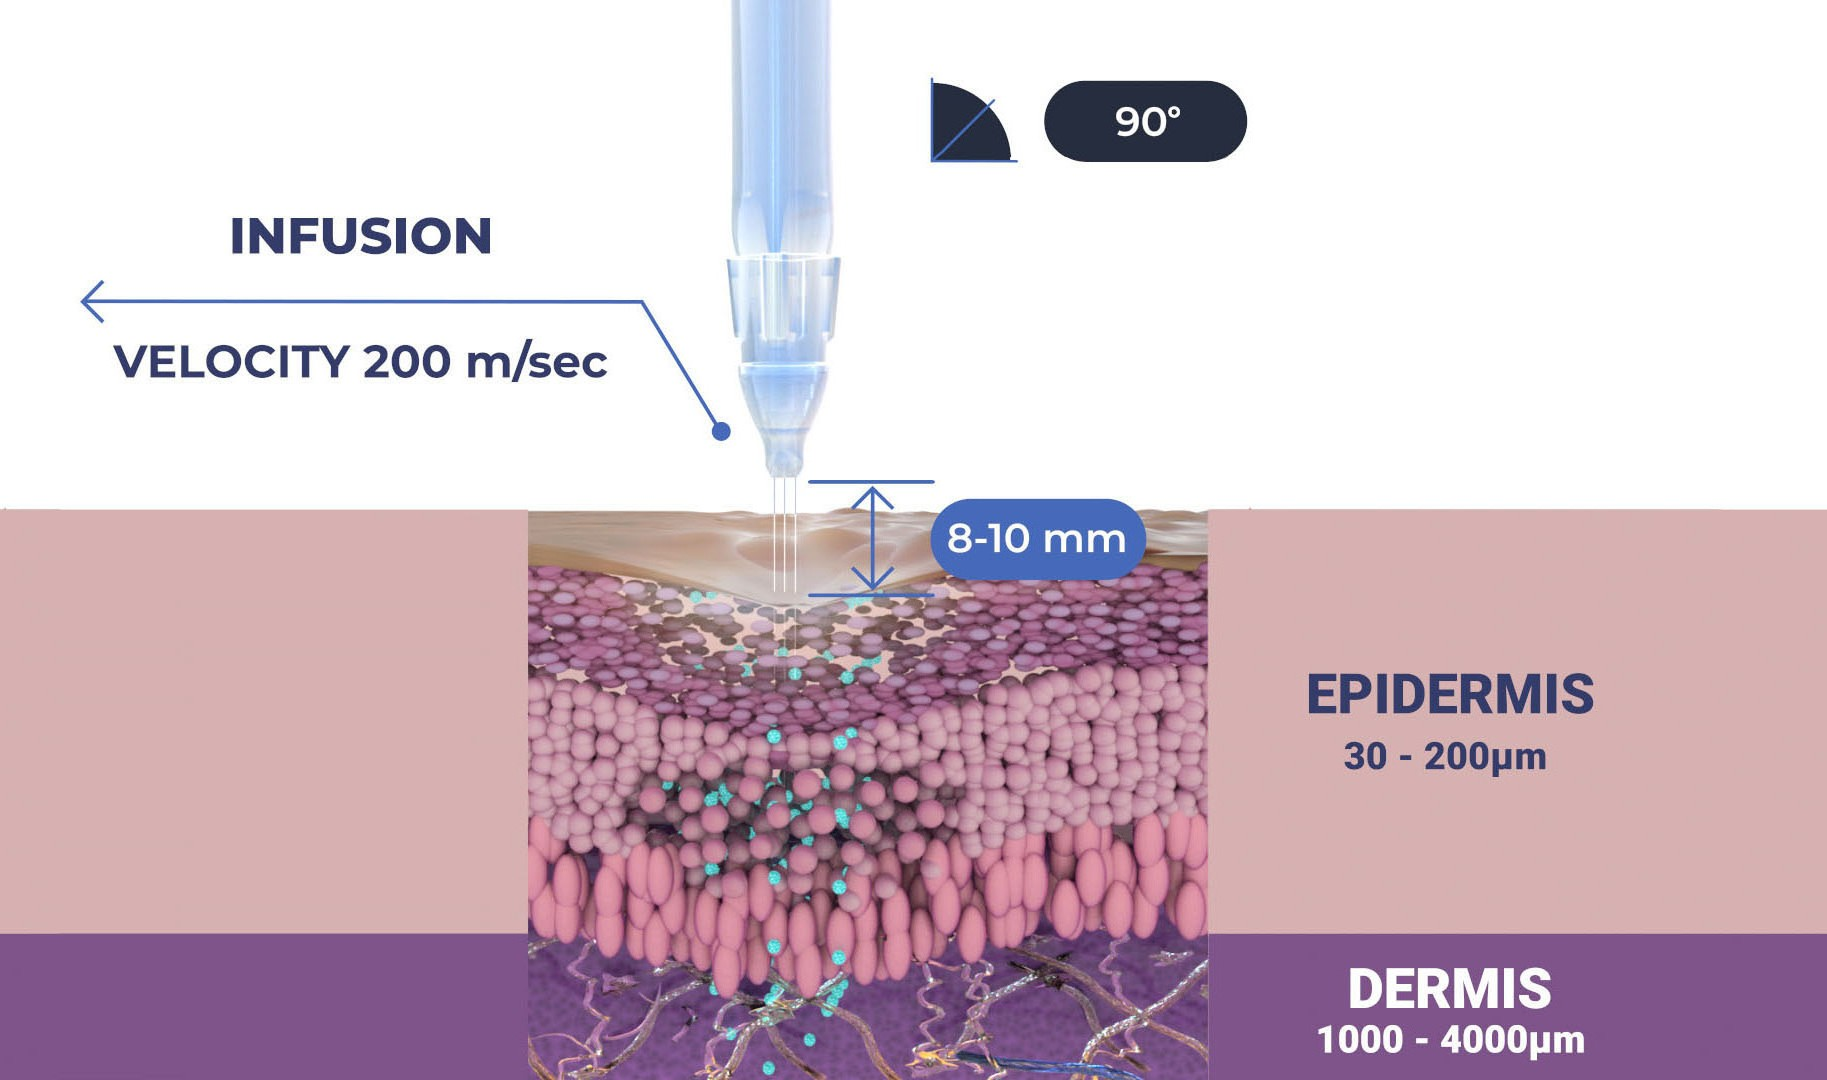 90°
INFUSION
VELOCITY 200 m/sec
8-10 mm
EPIDERMIS
30 - 200µm
DERMIS
1000 - 4000µm